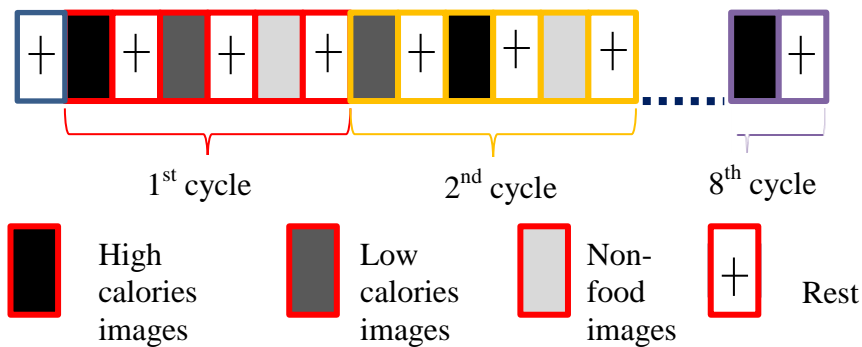 1st cycle
2nd cycle
8th cycle
High
calories
images
Low
calories
images
Non-
food
images
Rest